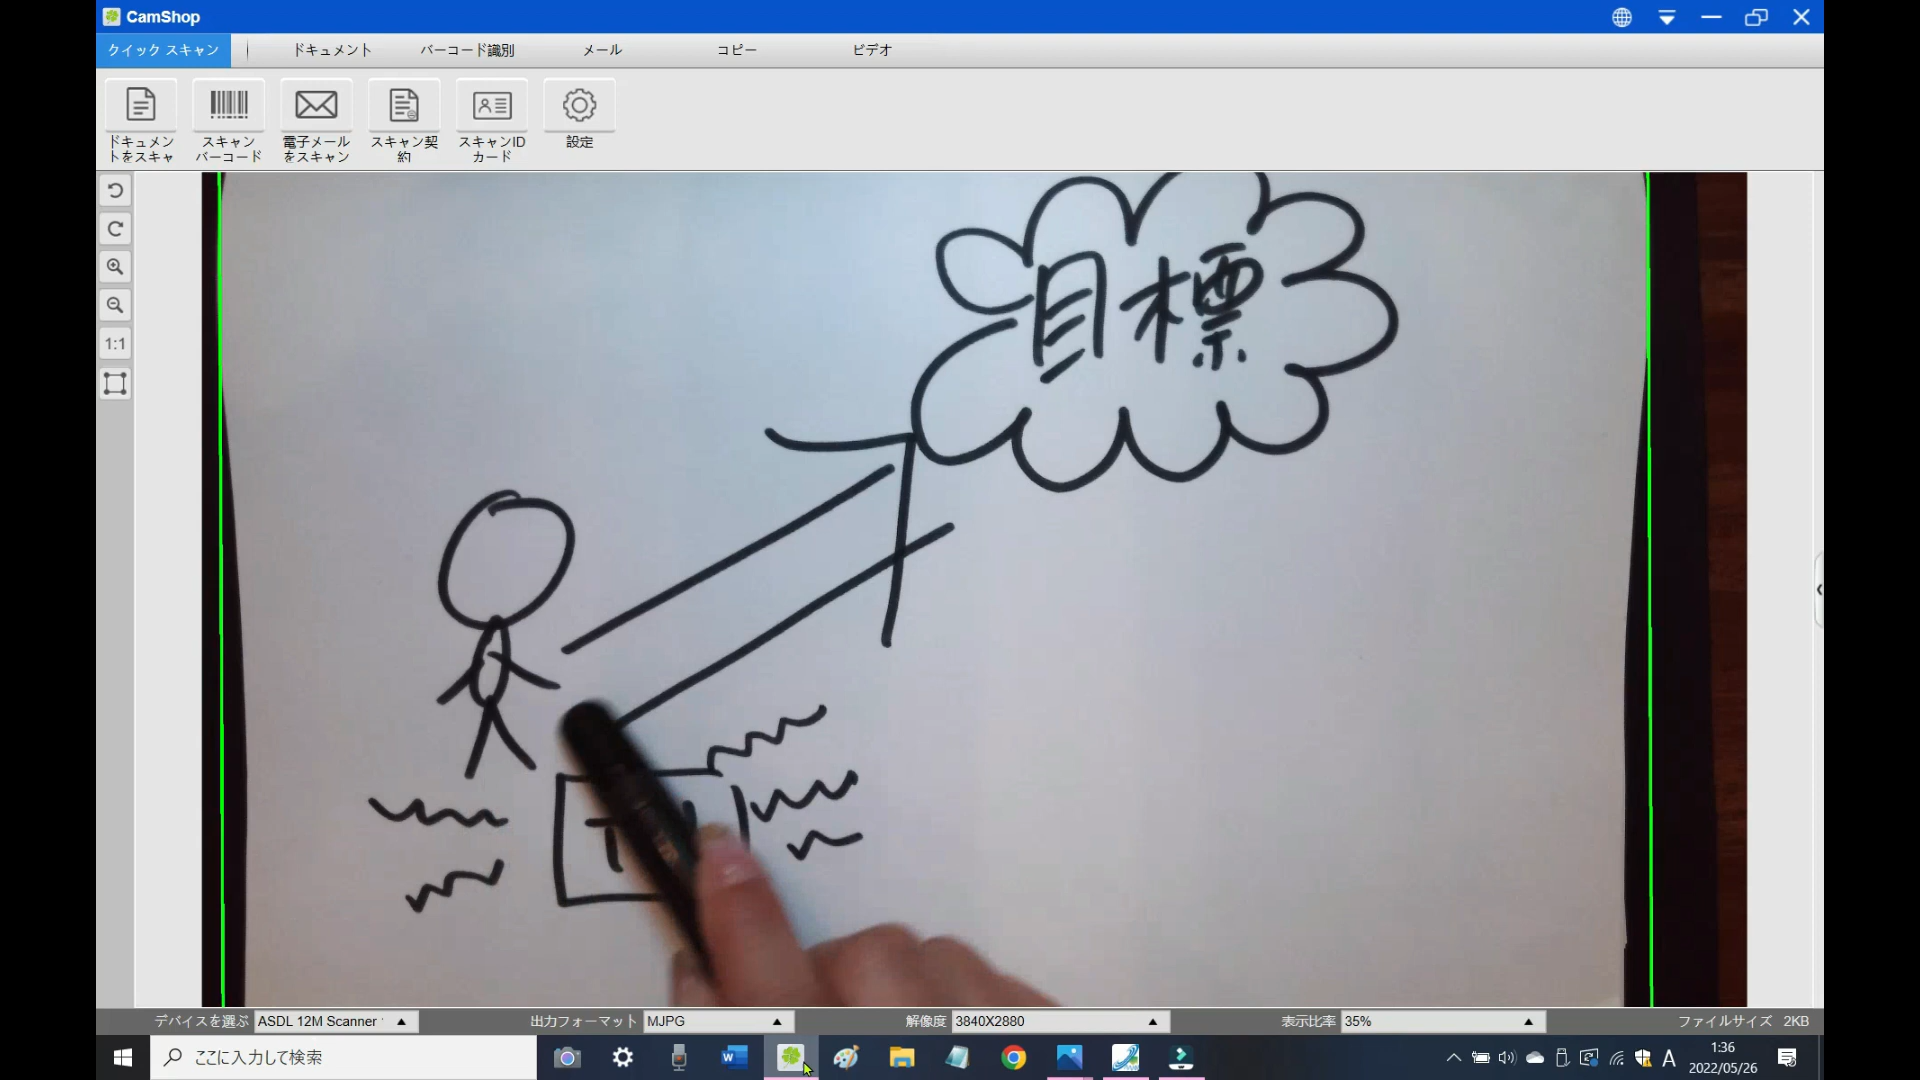 CamShop
クイック スキャン
ドキュメント
バーコード識別
メール
コピー
ビデオ
ドキュメン
トをスキャ
スキャン
バーコード
電子メール
をスキャン
スキャン契
約
スキャンID
カード
設定
1:1
目標
デバイスを選ぶ ASDL 12M Scanner
出力フォーマット MJPG
解像度 3840X2880
表示比率 35%
ファイルサイズ 2KB
ここに入力して検索
A
1:36
2022/05/26